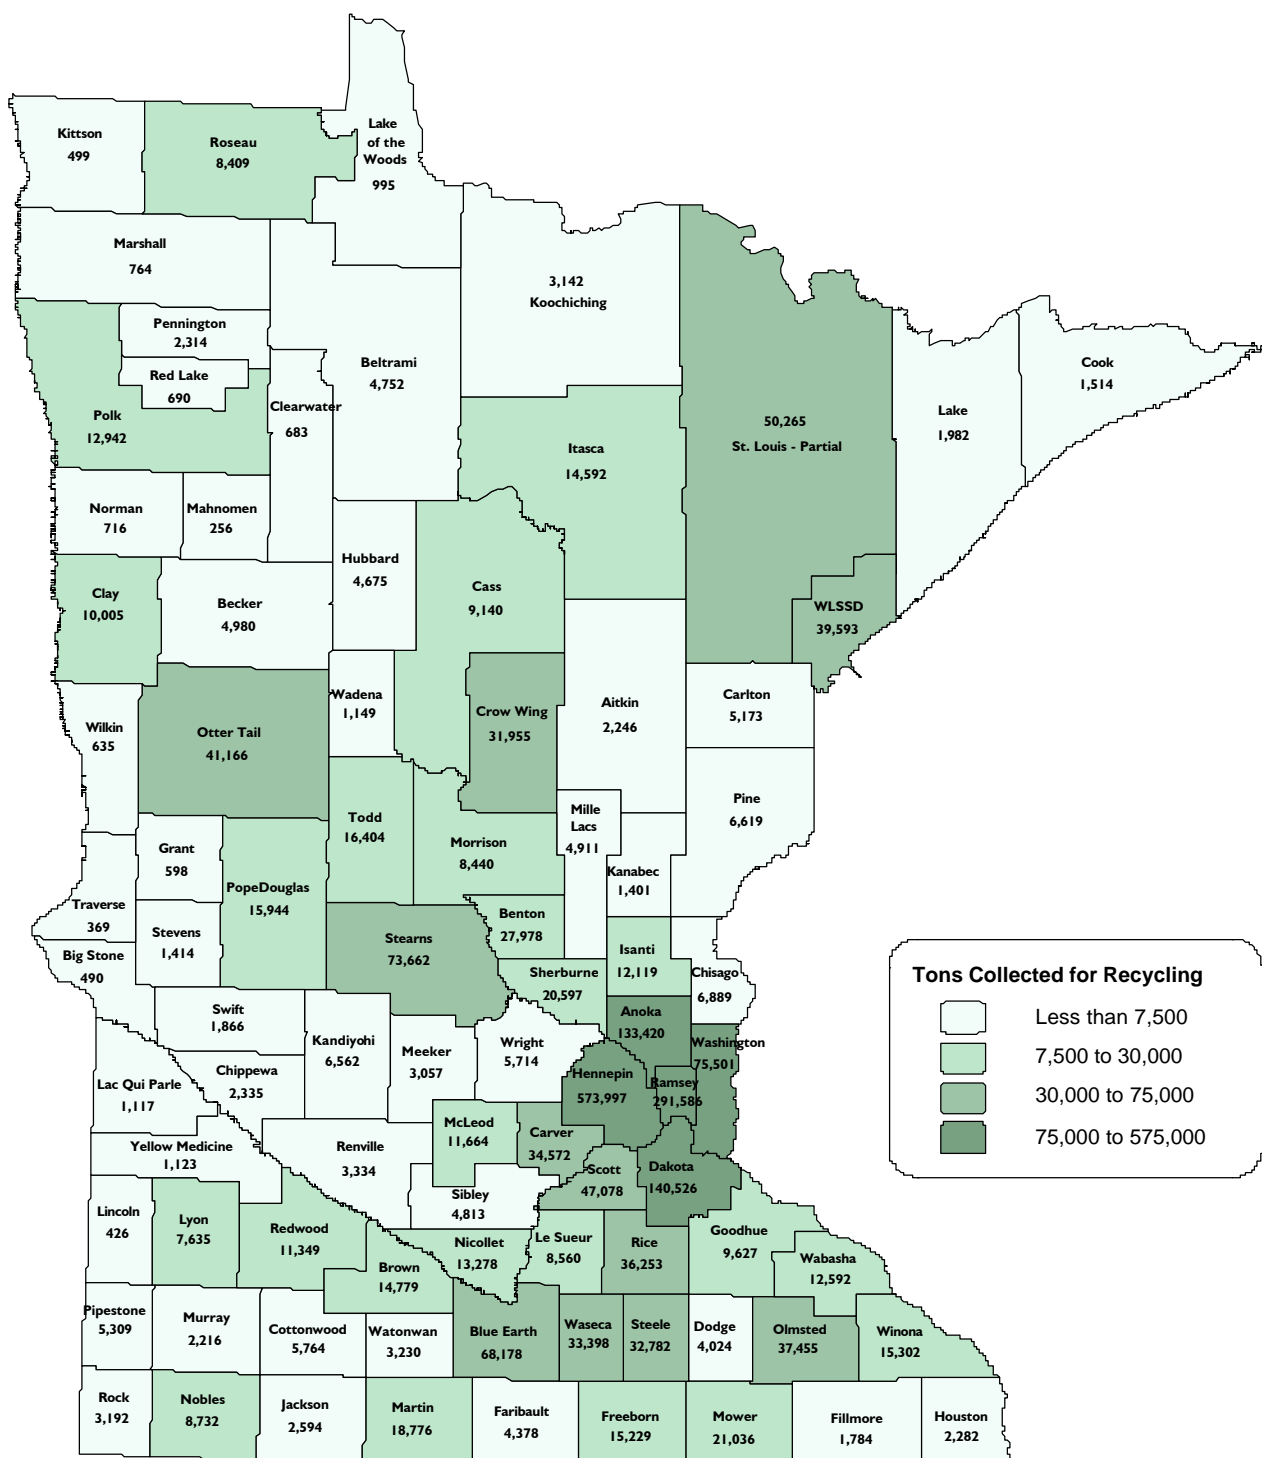 Kittson
499
Roseau
8,409
Lake
of the
Woods
995
Marshall
764
3,142
Koochiching
Pennington
2,314
Red Lake
690
Beltrami
4,752
Clearwater
683
Polk
12,942
Cook
1,514
Lake
1,982
50,265
St. Louis - Partial
Itasca
14,592
Norman
716
Mahnomen
256
Hubbard
4,675
Cass
9,140
Clay
10,005
Becker
4,980
WLSSD
39,593
Wadena
1,149
Crow Wing
31,955
Aitkin
2,246
Carlton
5,173
Wilkin
635
Otter Tail
41,166
Pine
6,619
Mille
Lacs
4,911
Todd
16,404
Morrison
8,440
Grant
598
Kanabec
1,401
PopeDouglas
15,944
Traverse
369
Stevens
1,414
Benton
27,978
Stearns
73,662
Isanti
12,119
Big Stone
490
Sherburne
20,597
Chisago
6,889
Swift
1,866
Anoka
133,420
Kandiyohi
6,562
Meeker
3,057
Wright
5,714
Washington
75,501
Chippewa
2,335
Lac Qui Parle
1,117
Hennepin
573,997
Ramsey
291,586
McLeod
11,664
Carver
34,572
Yellow Medicine
1,123
Renville
3,334
Scott
47,078
Dakota
140,526
Sibley
4,813
Lincoln
426
Lyon
7,635
Redwood
11,349
Nicollet
13,278
Le Sueur
8,560
Rice
36,253
Goodhue
9,627
Wabasha
12,592
Brown
14,779
Pipestone
5,309
Murray
2,216
Cottonwood
5,764
Watonwan
3,230
Blue Earth
68,178
Waseca
33,398
Steele
32,782
Dodge
4,024
Olmsted
37,455
Winona
15,302
Rock
3,192
Nobles
8,732
Jackson
2,594
Martin
18,776
Faribault
4,378
Freeborn
15,229
Mower
21,036
Fillmore
1,784
Houston
2,282
Tons Collected for Recycling
Less than 7,500
7,500 to 30,000
30,000 to 75,000
75,000 to 575,000